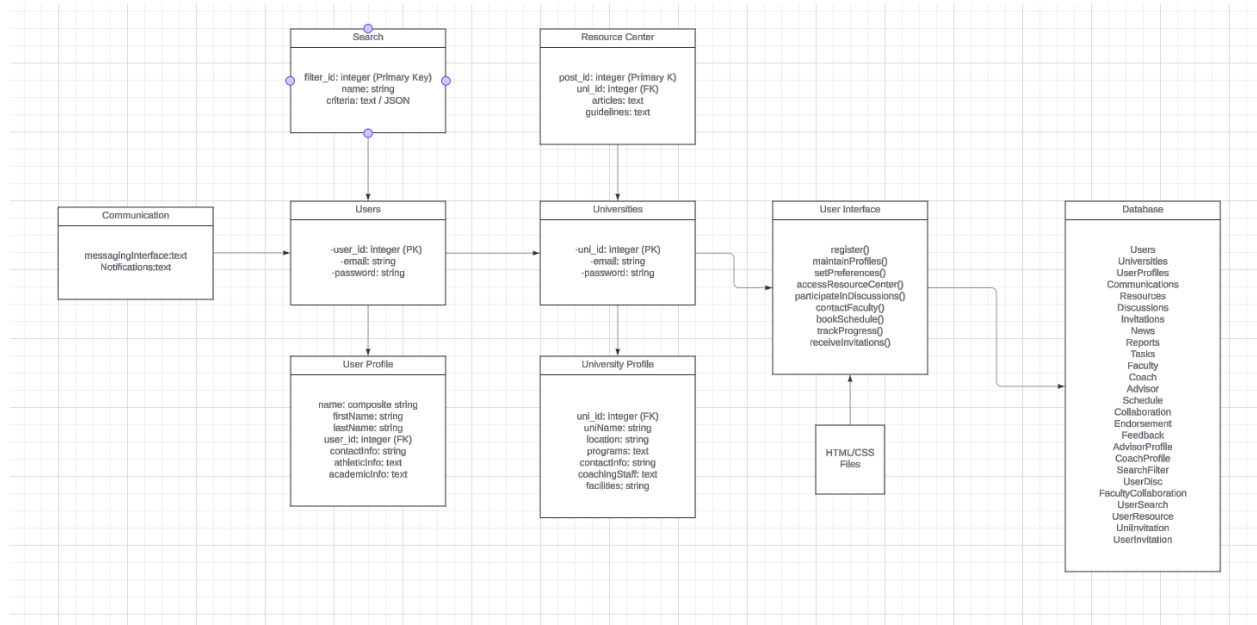 Search
filter_id: integer (Primary Key)
name: string
criteria: text / JSON
Resource Center
post_id: integer (Primary K)
uni_id: integer (FK)
articles: text
guidelines: text
Communication
messagingInterface:text
Notifications:text
Users
-user_id: integer (PK)
-email: string
-password: string
Universities
-uni_id: integer (PK)
-email: string
-password: string
User Interface
register()
maintainProfiles()
setPreferences()
accessResourceCenter()
participateInDiscussions()
contactFaculty()
bookSchedule()
trackProgress()
receiveInvitations()
Database
Users
Universities
UserProfiles
Communications
Resources
Discussions
Invitations
News
Reports
Tasks
Faculty
Coach
Advisor
Schedule
Collaboration
Endorsement
Feedback
AdvisorProfile
CoachProfile
SearchFilter
UserDisc
FacultyCollaboration
UserSearch
UserResource
UniInvitation
UserInvitation
User Profile
name: composite string
firstName: string
lastName: string
user_id: integer (FK)
contactInfo: string
athleticInfo: text
academicInfo: text
University Profile
uni_id: integer (FK)
uniName: string
location: string
programs: text
contactInfo: string
coachingStaff: text
facilities: string
HTML/CSS
Files